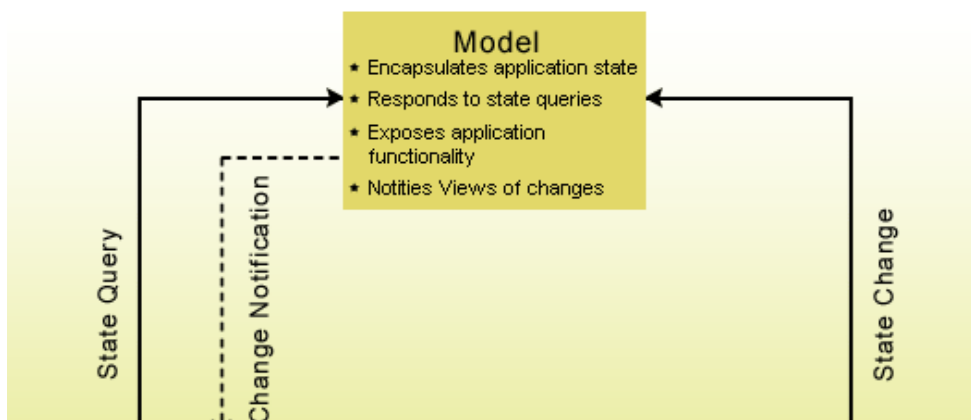 Model
Encapsulates application state
Responds to state queries
Exposes application
functionality
Notities Views of changes
State Query
Change Notification
State Change